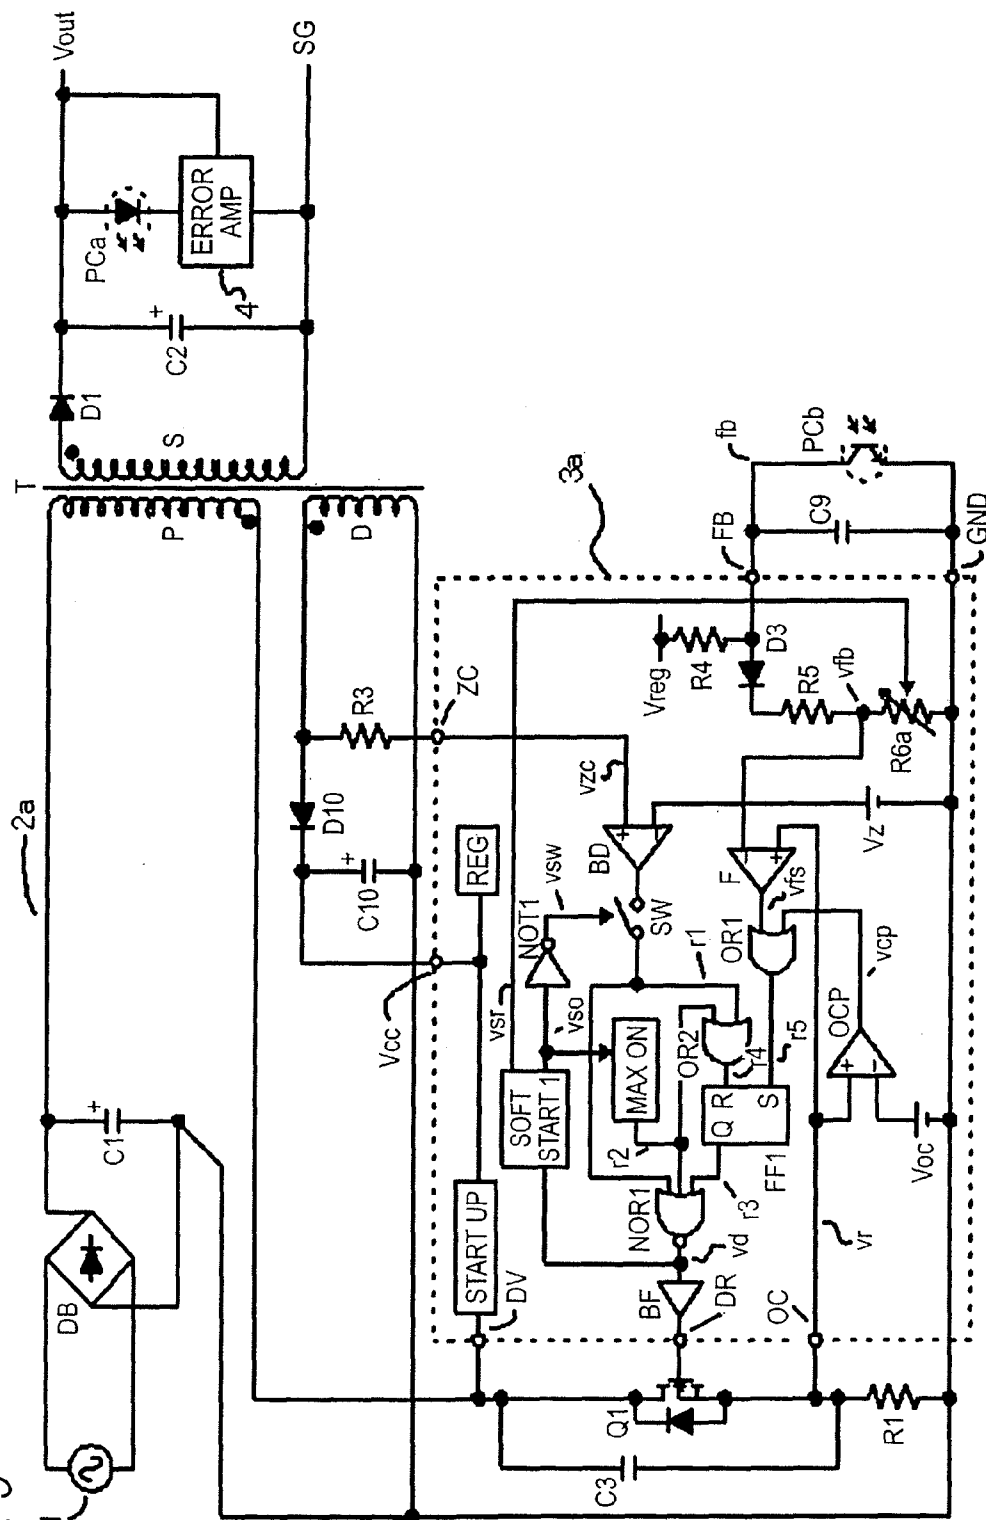 Vout
SG
PCa
ERROR
AMP
4
+
C2
D1
S
T
P
D
2a
3a
fb
PCb
C9
FB
GND
ZC
R3
D10
+
C10
Vcc
REG
Vreg
R4
D3
R5
vfb
R6a
vzc
BD
SW
vsw
NOT1
vsr
vso
Vz
F
vfs
OR1
vcp
OCP
r1
OR2
r4
r5
MAX ON
SOFT
START 1
START UP
r2
Q R
S
FF1
r3
NOR1
vd
BF
DR
DV
OC
vr
Voc
C1
+
DB
Q1
C3
R1